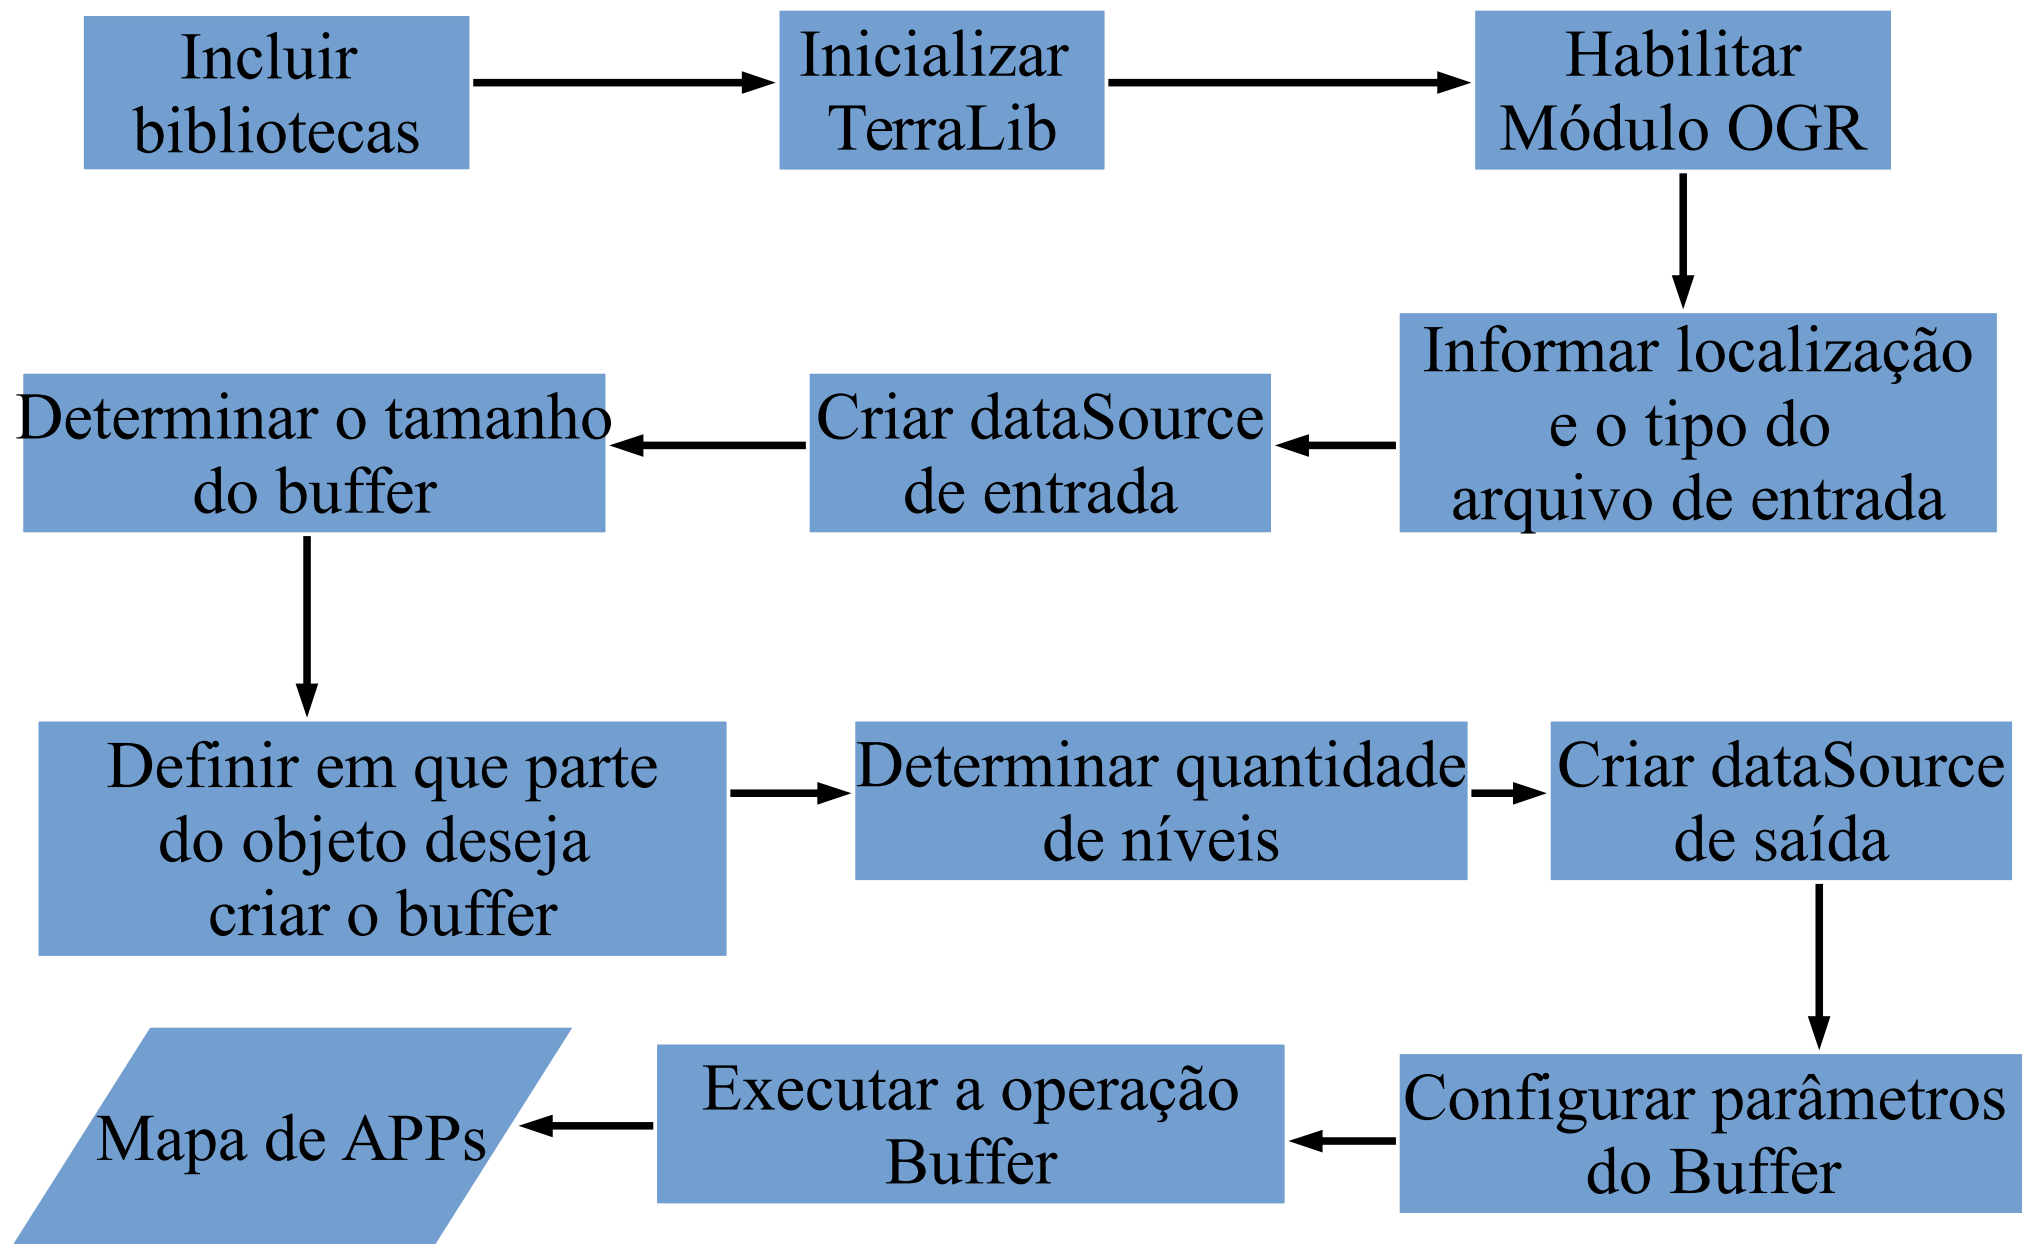 Incluir
bibliotecas
Inicializar
TerraLib
Habilitar
Módulo OGR
Informar localização
e o tipo do
arquivo de entrada
Criar dataSource
de entrada
Determinar o tamanho
do buffer
Definir em que parte
do objeto deseja
criar o buffer
Determinar quantidade
de níveis
Criar dataSource
de saída
Configurar parâmetros
do Buffer
Executar a operação
Buffer
Mapa de APPs